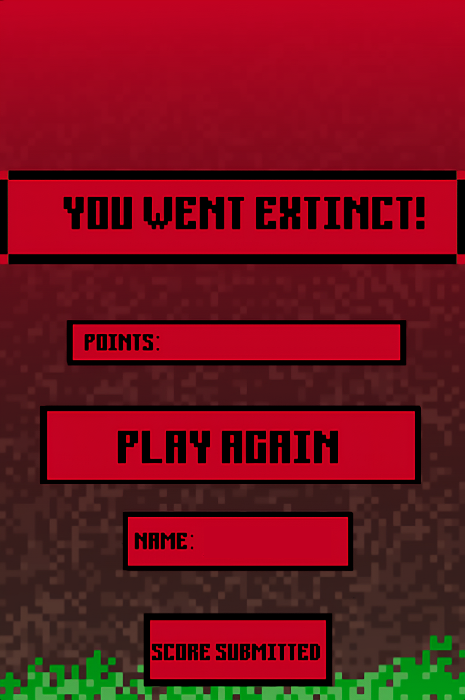 YOU WENT EXTINCT!
POINTS:
PLAY AGAIN
NAME:
SCORE SUBMITTED